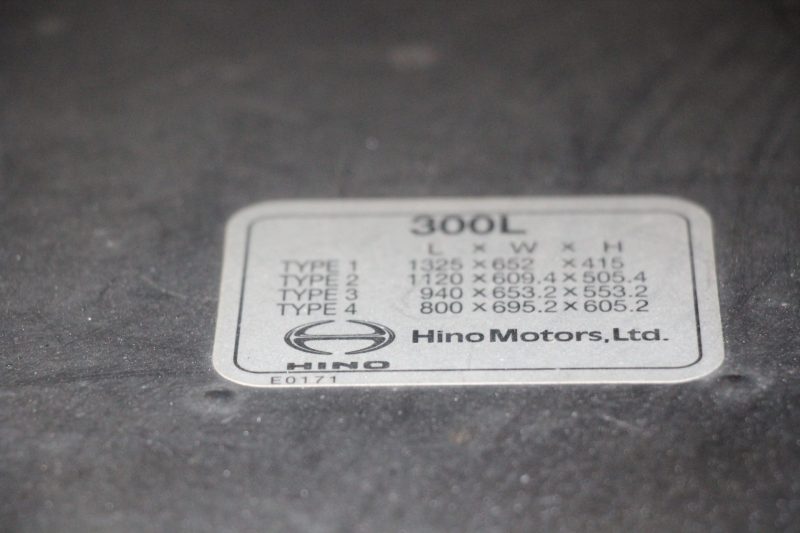 300L
L x W x H
TYPE 1 1325 x 652 x 415
TYPE 2 1120 x 609.4 x 505.4
TYPE 3 940 x 653.2 x 553.2
TYPE 4 800 x 695.2 x 605.2
Hino Motors, Ltd.
HINO
E0171